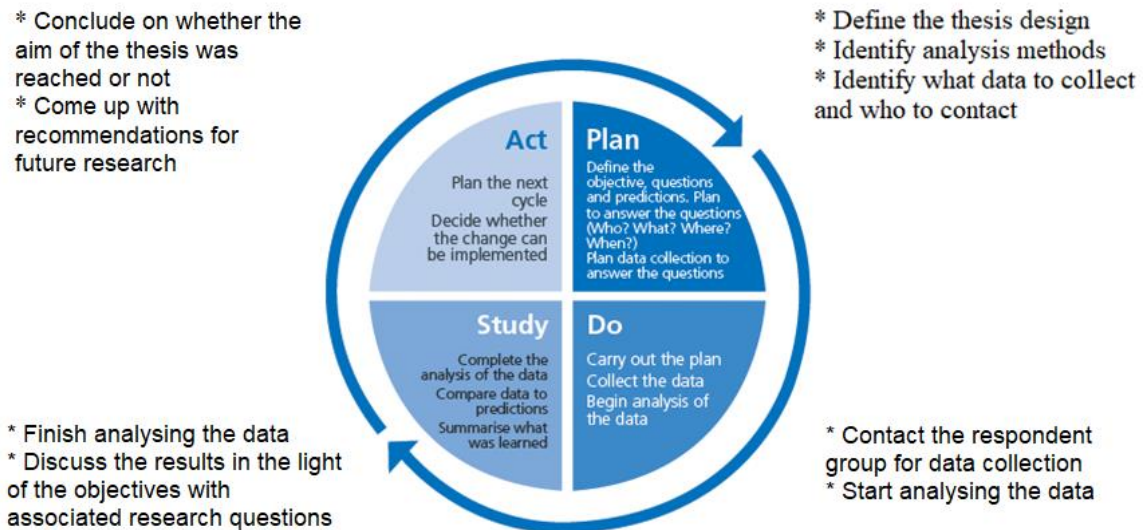 * Conclude on whether the
aim of the thesis was
reached or not
* Come up with
recommendations for
future research
* Define the thesis design
* Identify analysis methods
* Identify what data to collect
and who to contact
Act
Plan the next
cycle
Decide whether
the change can
be implemented
Plan
Define the
objective, questions
and predictions. Plan
to answer the questions
(Who? What? Where?
When?)
Plan data collection to
answer the questions
Study
Complete the
analysis of the data
Compare data to
predictions
Summarise what
was learned
Do
Carry out the plan
Collect the data
Begin analysis of
the data
* Finish analysing the data
* Discuss the results in the light
of the objectives with
associated research questions
* Contact the respondent
group for data collection
* Start analysing the data